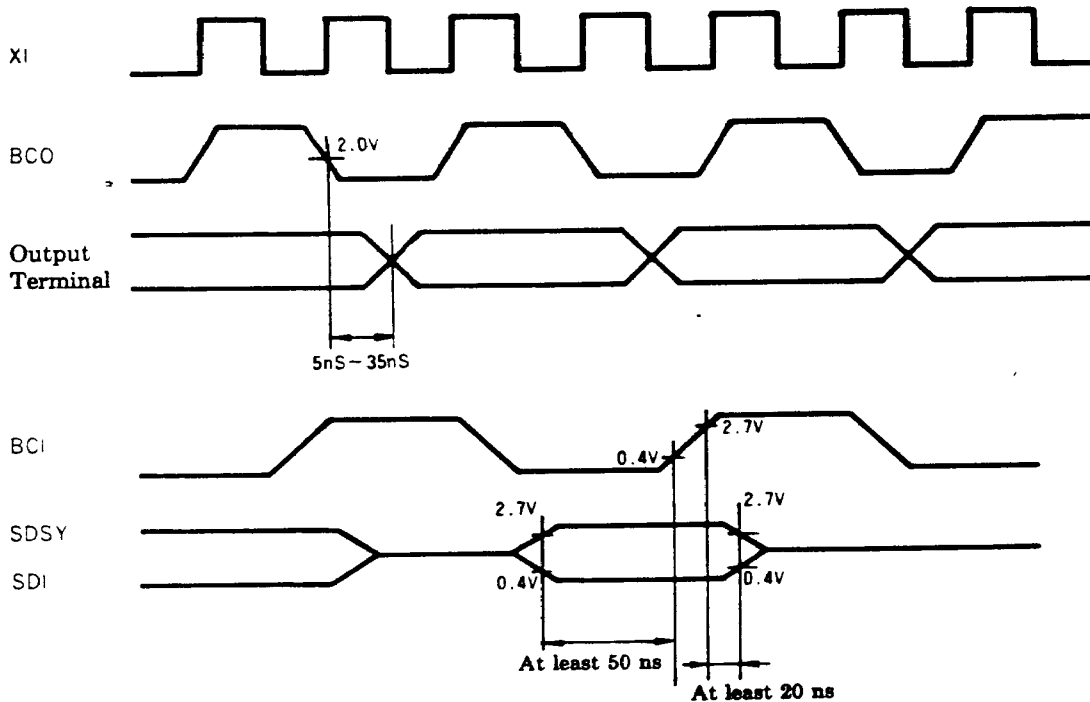 XI
BCO
2.0V
Output
Terminal
5nS~35nS
BCI
0.4V
2.7V
2.7V
2.7V
SDSY
SDI
0.4V
0.4V
At least 50 ns
At least 20 ns